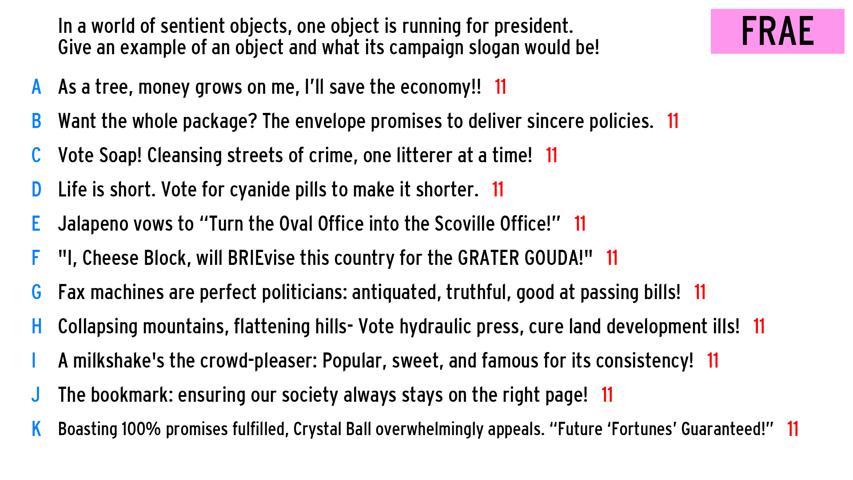 In a world of sentient objects, one object is running for president.
FRAE
Give an example of an object and what its campaign slogan would be!
A As a tree, money grows on me, I'll save the economy!! 11
B Want the whole package? The envelope promises to deliver sincere policies. 11
C Vote Soap! Cleansing streets of crime, one litterer at a time! 11
D Life is short. Vote for cyanide pills to make it shorter. 11
E Jalapeno vows to “Turn the Oval Office into the Scoville Office!” 11
F "I, Cheese Block, will BRIEvise this country for the GRATER GOUDA!" 11
G Fax machines are perfect politicians: antiquated, truthful, good at passing bills! 11
H Collapsing mountains, flattening hills- Vote hydraulic press, cure land development ills! 11
I A milkshake's the crowd-pleaser: Popular, sweet, and famous for its consistency! 11
J The bookmark: ensuring our society always stays on the right page! 11
K Boasting 100% promises fulfilled, Crystal Ball overwhelmingly appeals. “Future ‘Fortunes’ Guaranteed!” 11